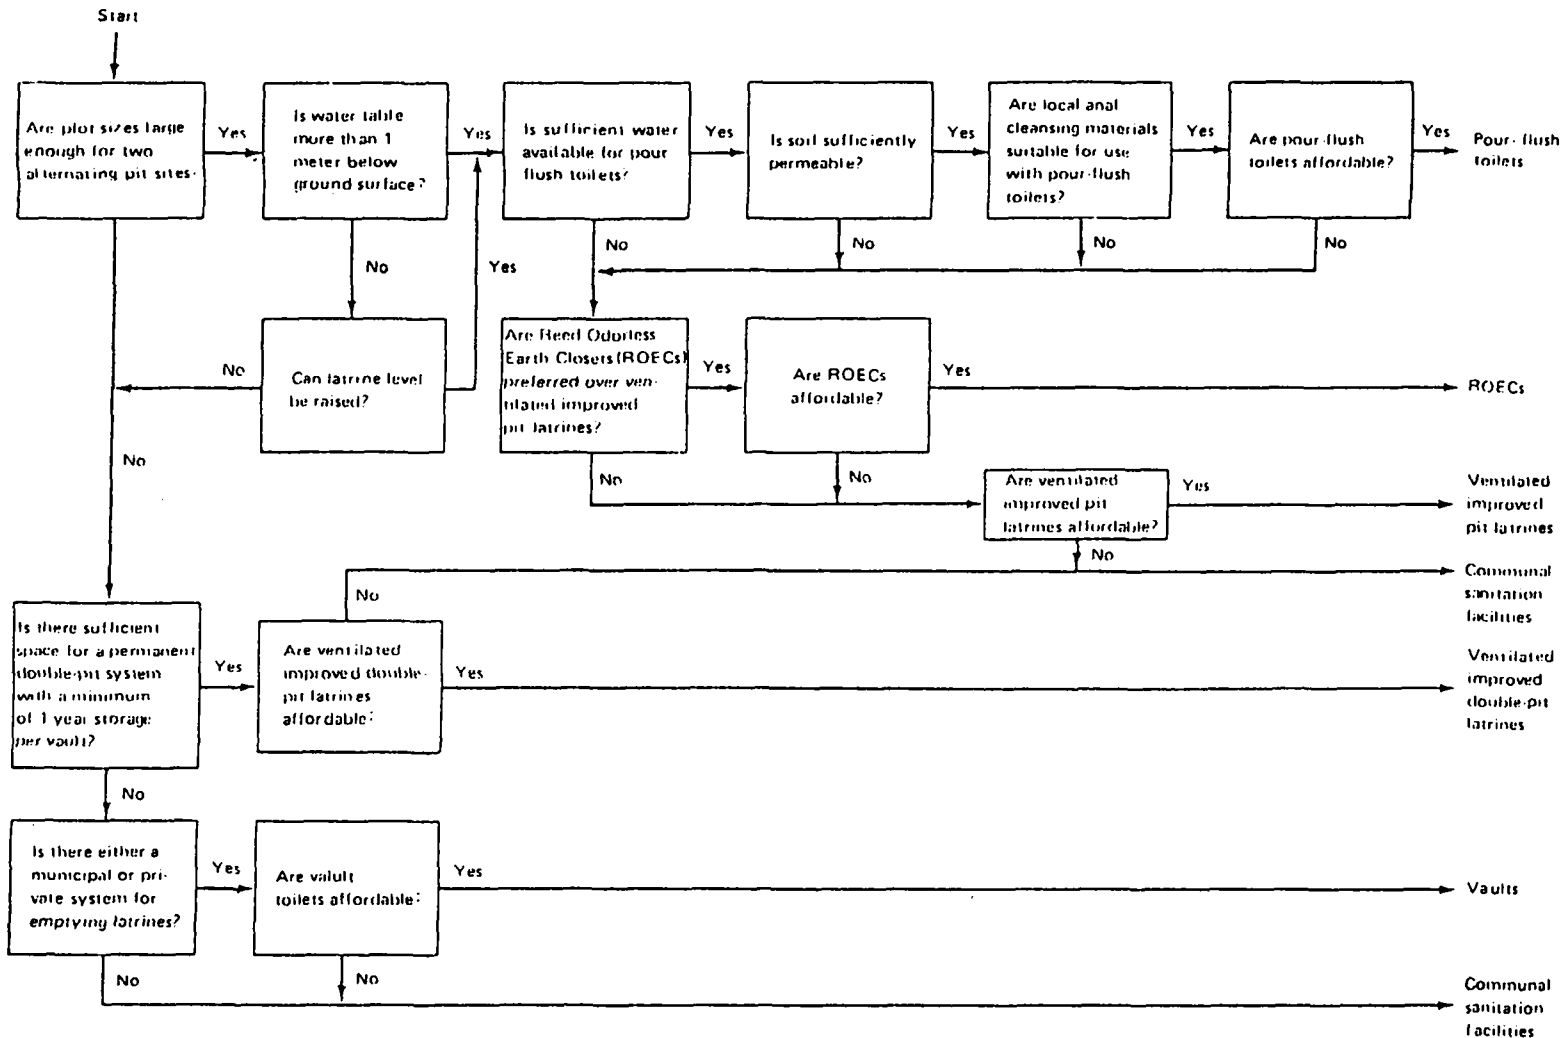 Start
Are plot sizes large
enough for two
alternating pit sites.
Yes
Is water table
more than 1
meter below
ground surface?
Yes
Is sufficient water
available for pour
flush toilets?
Yes
Is soil sufficiently
permeable?
Yes
Are local anal
cleansing materials
suitable for use
with pour-flush
toilets?
Yes
Are pour-flush
toilets affordable?
Yes
Pour-flush
toilets
No
No
No
No
No
Yes
No
Can latrine level
be raised?
Are Reed Odorless
Earth Closets (ROECs)
preferred over ven-
tilated improved
pit latrines?
Yes
Are ROECs
affordable?
Yes
ROECs
No
No
No
Are ventilated
improved pit
latrines affordable?
Yes
Ventilated
improved
pit latrines
No
Communal
sanitation
facilities
No
Is there sufficient
space for a permanent
double-pit system
with a minimum
of 1 year storage
per vault?
Yes
Are ventilated
improved double-
pit latrines
affordable?
Yes
Ventilated
improved
double-pit
latrines
No
Is there either a
municipal or pri-
vate system for
emptying latrines?
Yes
Are valult
toilets affordable?
Yes
Vaults
No
No
Communal
sanitation
facilities